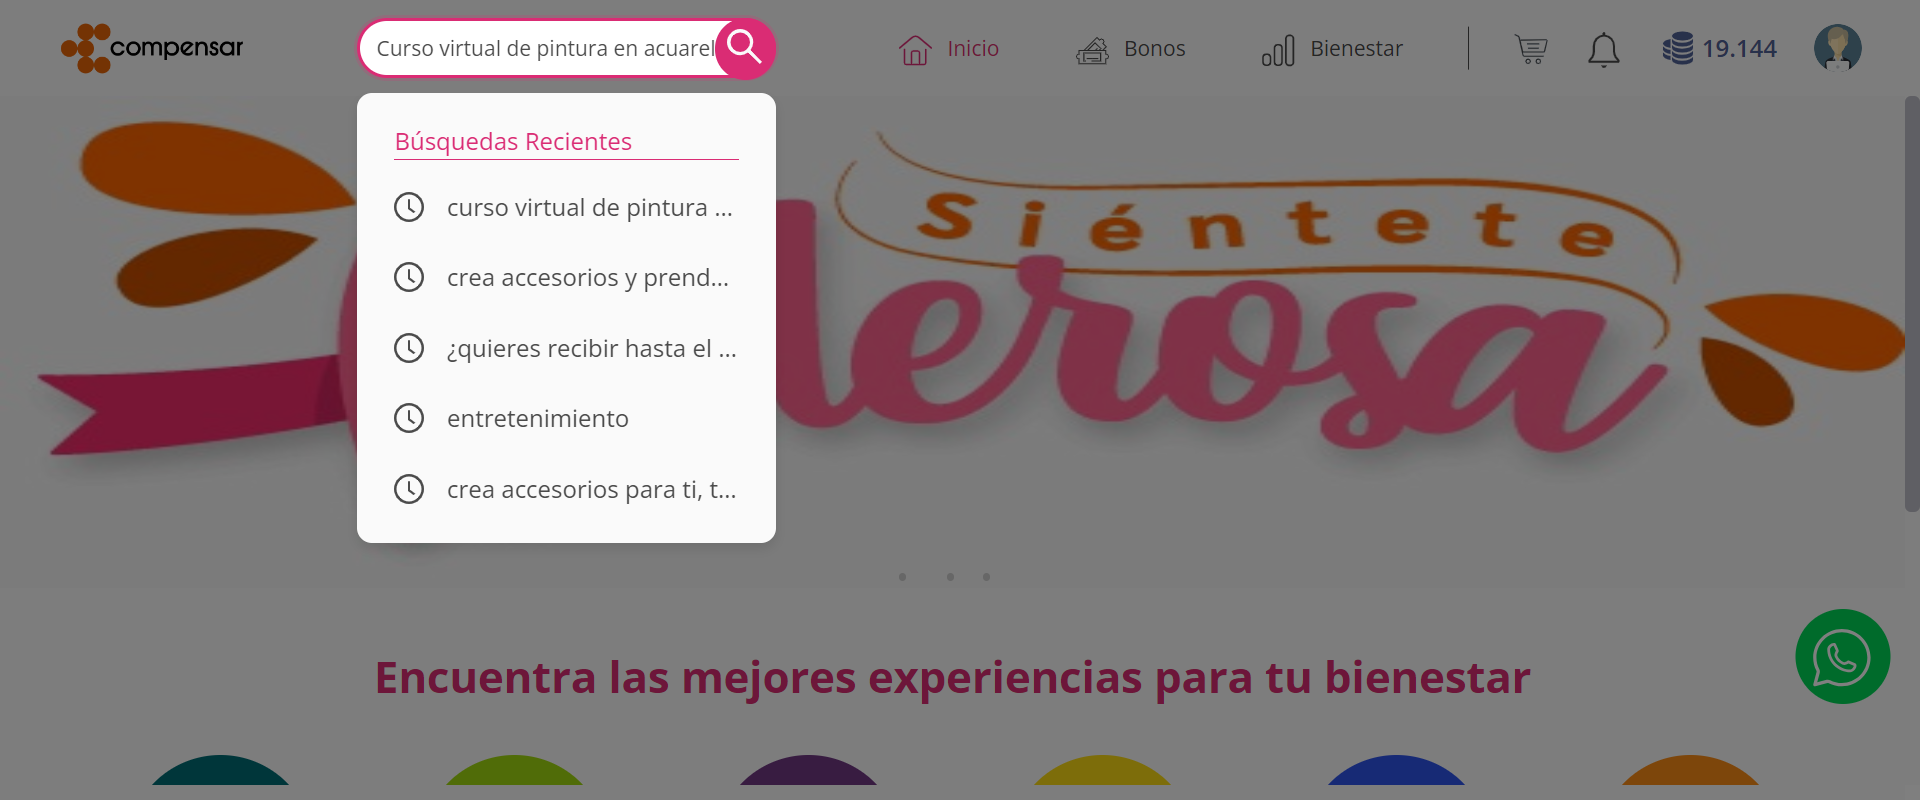 compensar
Curso virtual de pintura en acuarel
Inicio
Bonos
Bienestar
19.144
Búsquedas Recientes
curso virtual de pintura ...
crea accesorios y prend...
¿quieres recibir hasta el ...
entretenimiento
crea accesorios para ti, t...
Siéntete
derosa
Encuentra las mejores experiencias para tu bienestar